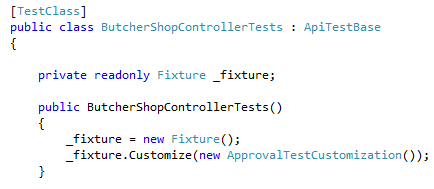 [TestClass]
public class ButcherShopControllerTests : ApiTestBase
{
private readonly Fixture _fixture;
public ButcherShopControllerTests()
{
_fixture = new Fixture();
_fixture.Customize(new ApprovalTestCustomization());
}